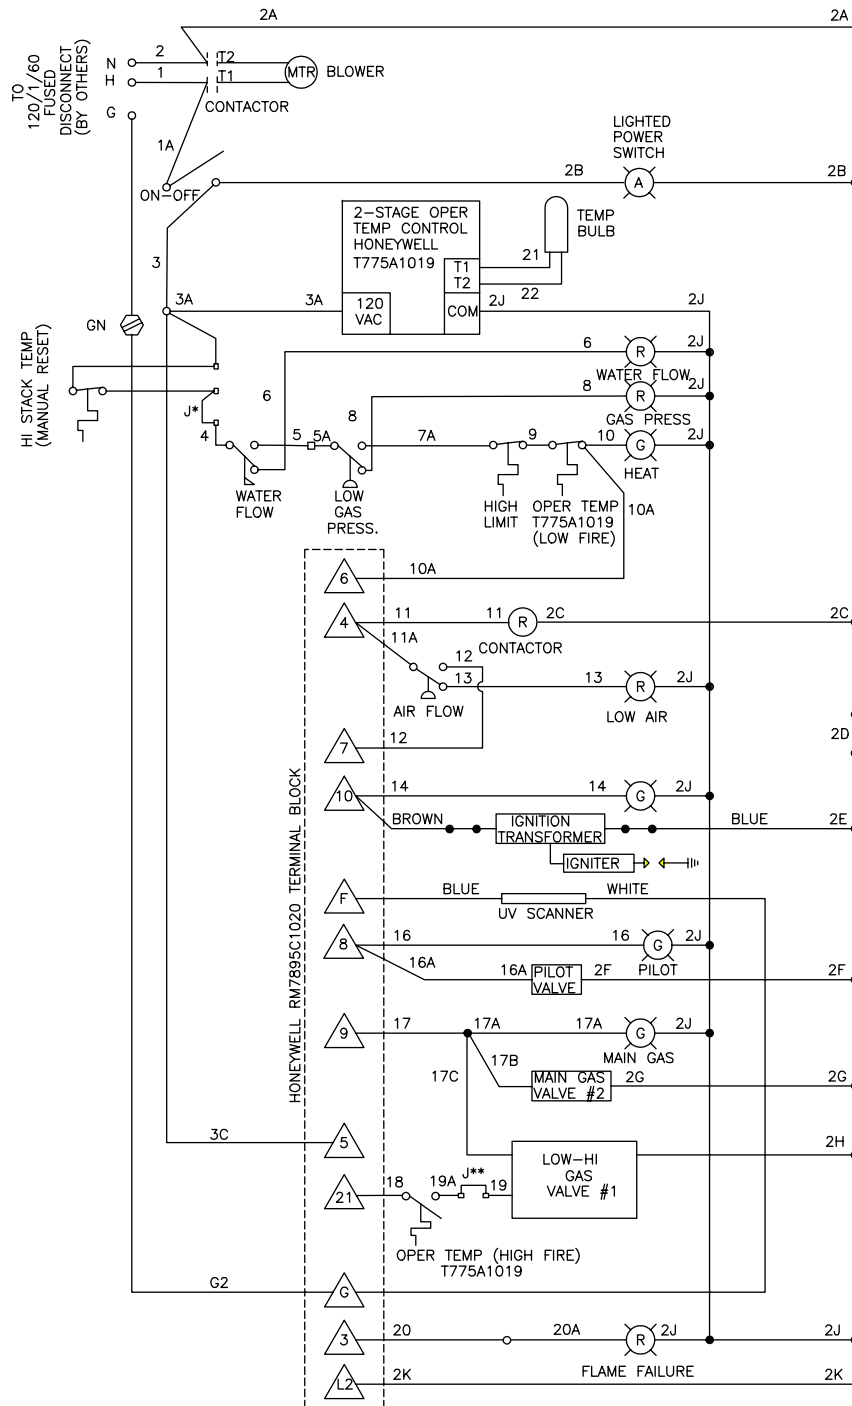 2A 2A
TO
120/1/60
FUSED
DISCONNECT
(BY OTHERS)
N 2 T2
H 1 T1
MTR BLOWER
G
CONTACTOR
1A
LIGHTED
POWER
SWITCH
ON-OFF
2B A 2B
2-STAGE OPER
TEMP CONTROL
HONEYWELL
T775A1019
T1
T2
TEMP
BULB
21
22
3
3A 3A
120
VAC
COM 2J 2J
GN
HI STACK TEMP
(MANUAL RESET)
6 R 2J
WATER FLOW
6
8 R 2J
GAS PRESS
J*
8
4 5 5A 7A 9 10 G 2J
HEAT
WATER
FLOW
LOW
GAS
PRESS.
HIGH
LIMIT
OPER TEMP
T775A1019
(LOW FIRE)
10A
HONEYWELL RM7895C1020 TERMINAL BLOCK
6 10A
4 11 11 R 2C 2C
CONTACTOR
11A
12
13 13 R 2J
AIR FLOW
LOW AIR
7 12
2D
10 14 14 G 2J
BROWN
IGNITION
TRANSFORMER
BLUE 2E
IGNITER
F BLUE WHITE
UV SCANNER
8 16 16 G 2J
PILOT
16A 16A
PILOT
VALVE
2F 2F
9 17 17A 17A G 2J
MAIN GAS
17B
17C
MAIN GAS
VALVE #2
2G 2G
3C 5
LOW-HI
GAS
VALVE #1
2H
21 18 19A J** 19
OPER TEMP (HIGH FIRE)
T775A1019
G2 G
3 20 20A R 2J 2J
FLAME FAILURE
L2 2K 2K